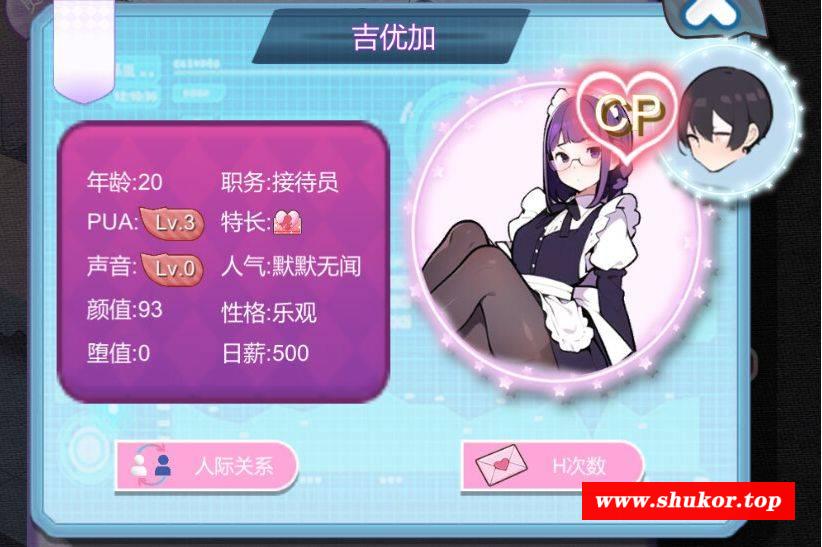 吉优加
CP
年龄:20 职务:接待员
PUA: Lv.3 特长:
声音: Lv.0 人气:默默无闻
颜值:93 性格:乐观
堕值:0 日薪:500
人际关系 H次数
www.shukor.top